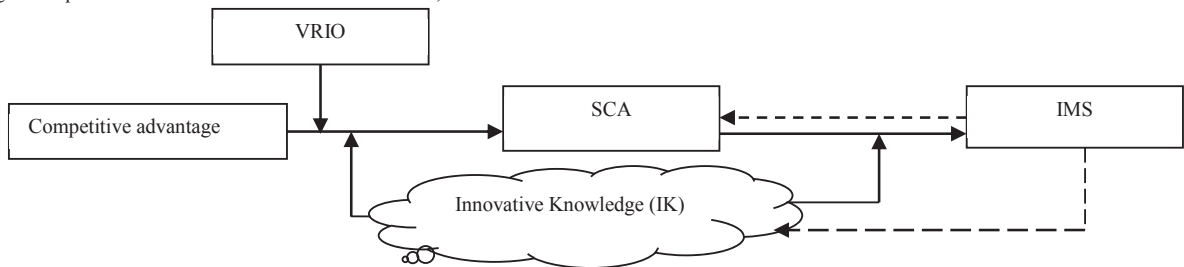 VRIO
SCA
IMS
Competitive advantage
Innovative Knowledge (IK)